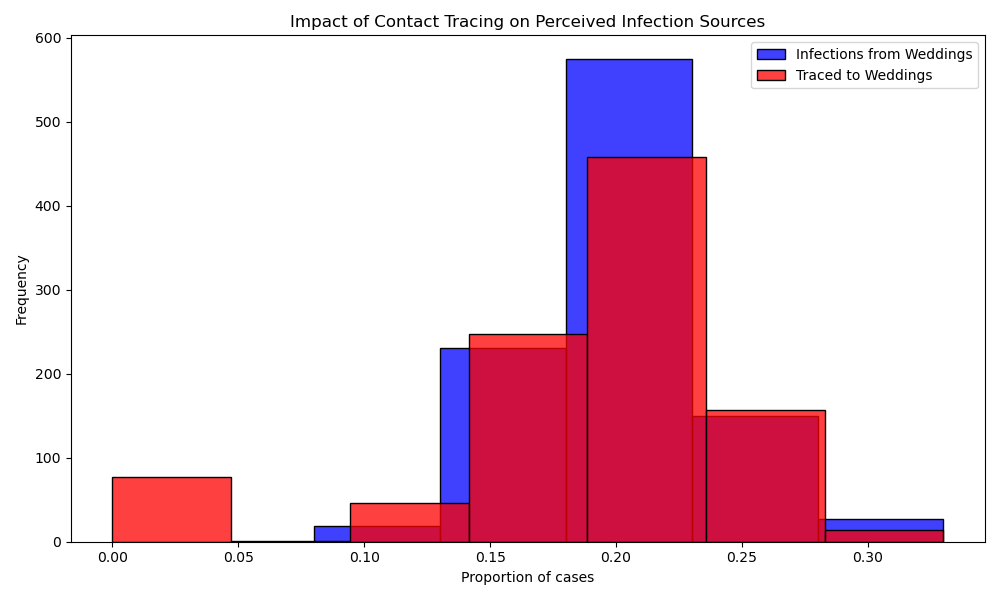 Impact of Contact Tracing on Perceived Infection Sources
Infections from Weddings
Traced to Weddings
Frequency
600
500
400
300
200
100
0
0.00
0.05
0.10
0.15
0.20
0.25
0.30
Proportion of cases